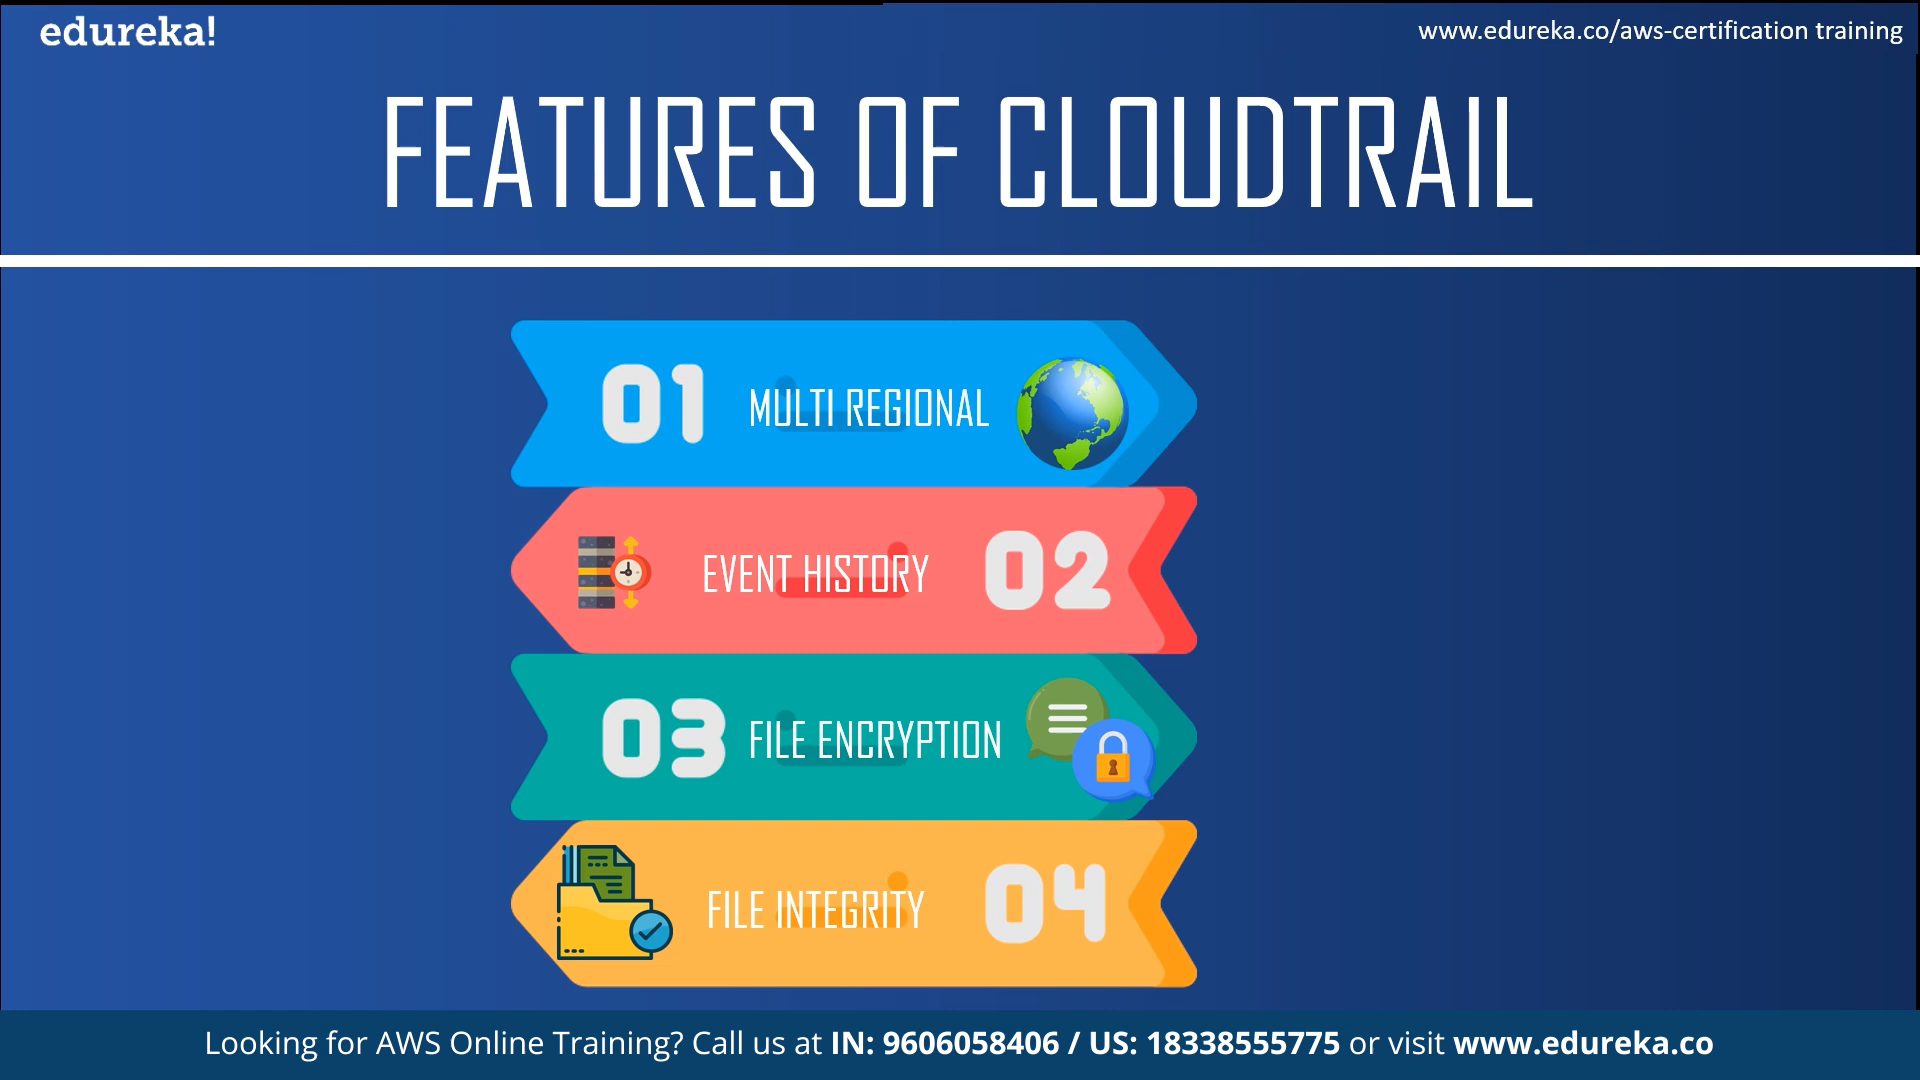 edureka!
www.edureka.co/aws-certification training
FEATURES OF CLOUDTRAIL
01 MULTI REGIONAL
EVENT HISTORY 02
03 FILE ENCRYPTION
FILE INTEGRITY 04
Looking for AWS Online Training? Call us at IN: 9606058406 / US: 18338555775 or visit www.edureka.co